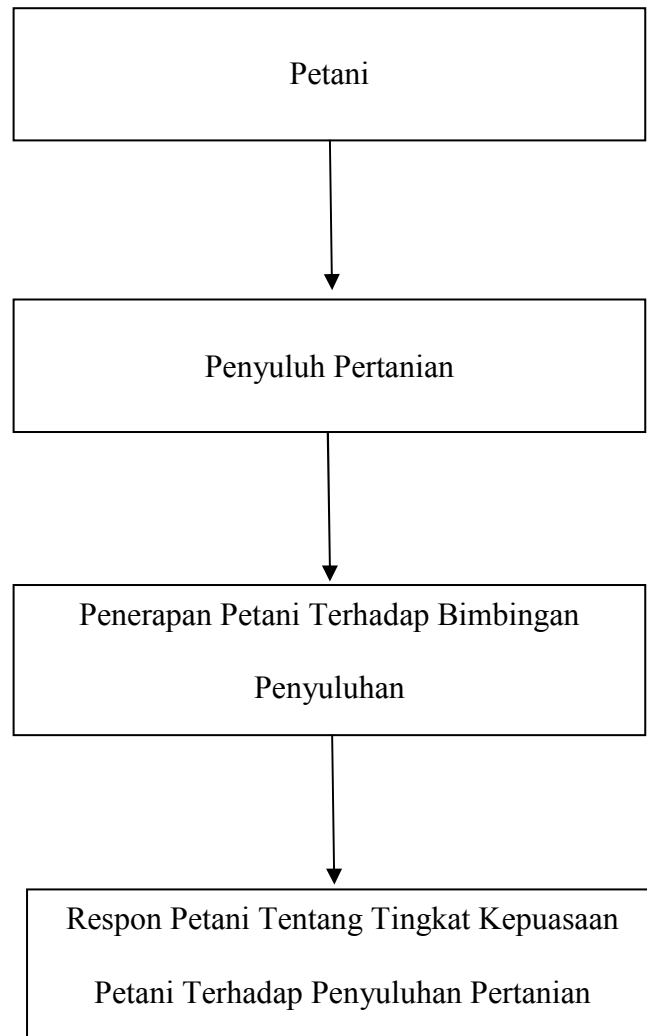 Petani
Penyuluh Pertanian
Penerapan Petani Terhadap Bimbingan
Penyuluhan
Respon Petani Tentang Tingkat Kepuasaan
Petani Terhadap Penyuluhan Pertanian